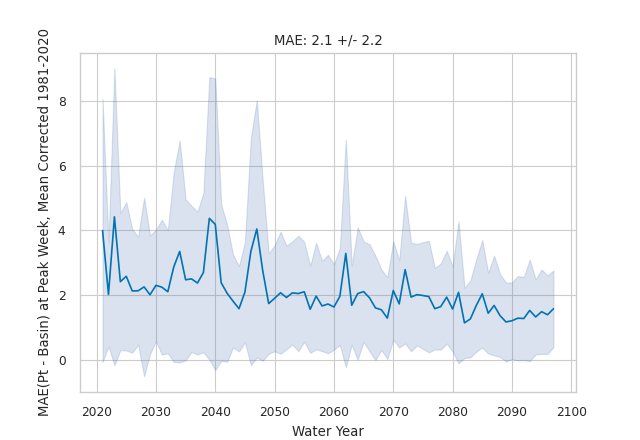 MAE: 2.1 +/- 2.2
MAE(Pt - Basin) at Peak Week, Mean Corrected 1981-2020
8
6
4
2
0
2020 2030 2040 2050 2060 2070 2080 2090 2100
Water Year